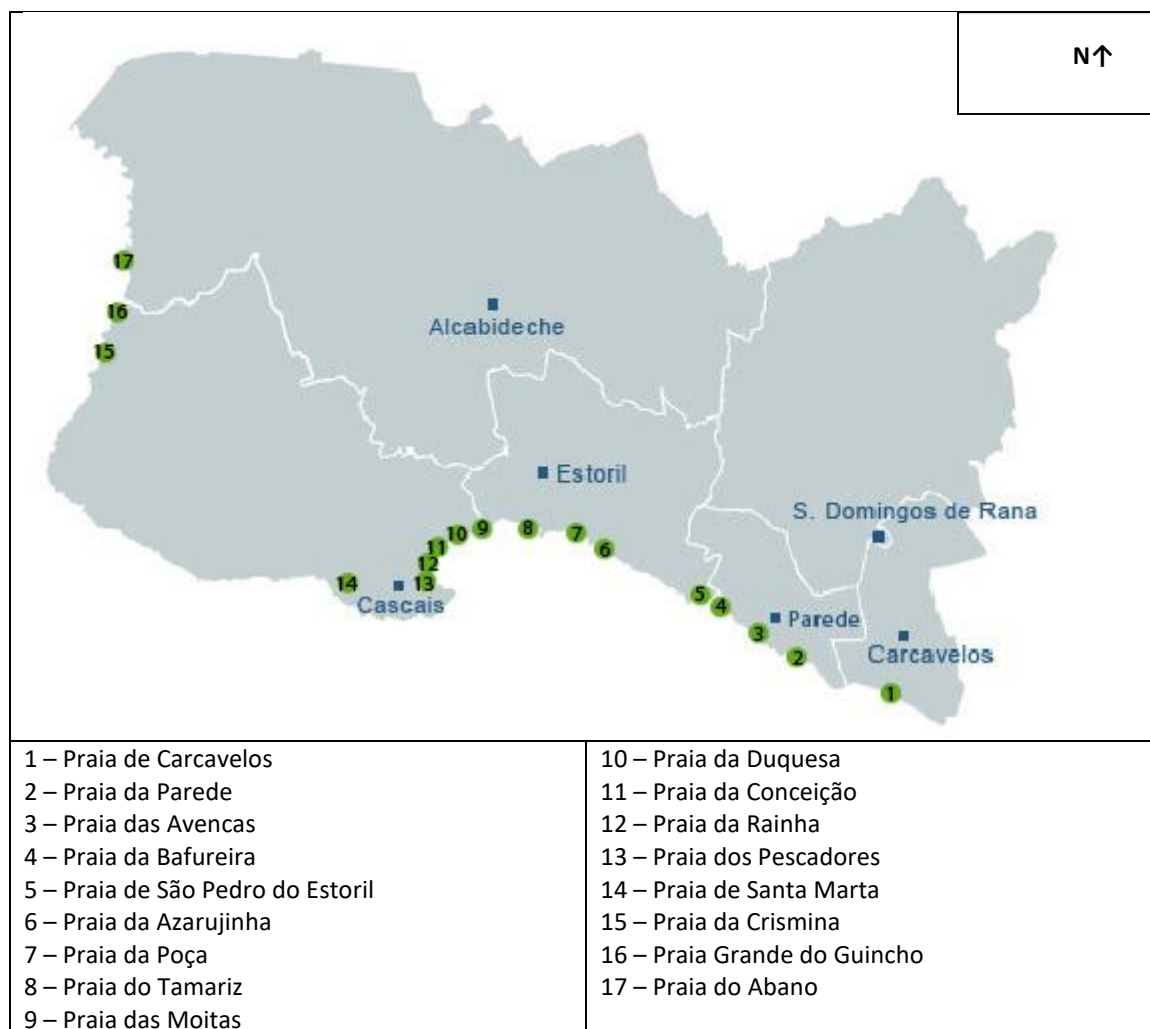 N↑
17
16
15
Alcabideche
Estoril
S. Domingos de Rana
9
8
7
10
11
6
12
14
13
Cascais
5
4
Parede
3
2
Carcavelos
1
1 – Praia de Carcavelos
2 – Praia da Parede
3 – Praia das Avencas
4 – Praia da Bafureira
5 – Praia de São Pedro do Estoril
6 – Praia da Azarujinha
7 – Praia da Poça
8 – Praia do Tamariz
9 – Praia das Moitas
10 – Praia da Duquesa
11 – Praia da Conceição
12 – Praia da Rainha
13 – Praia dos Pescadores
14 – Praia de Santa Marta
15 – Praia da Crismina
16 – Praia Grande do Guincho
17 – Praia do Abano